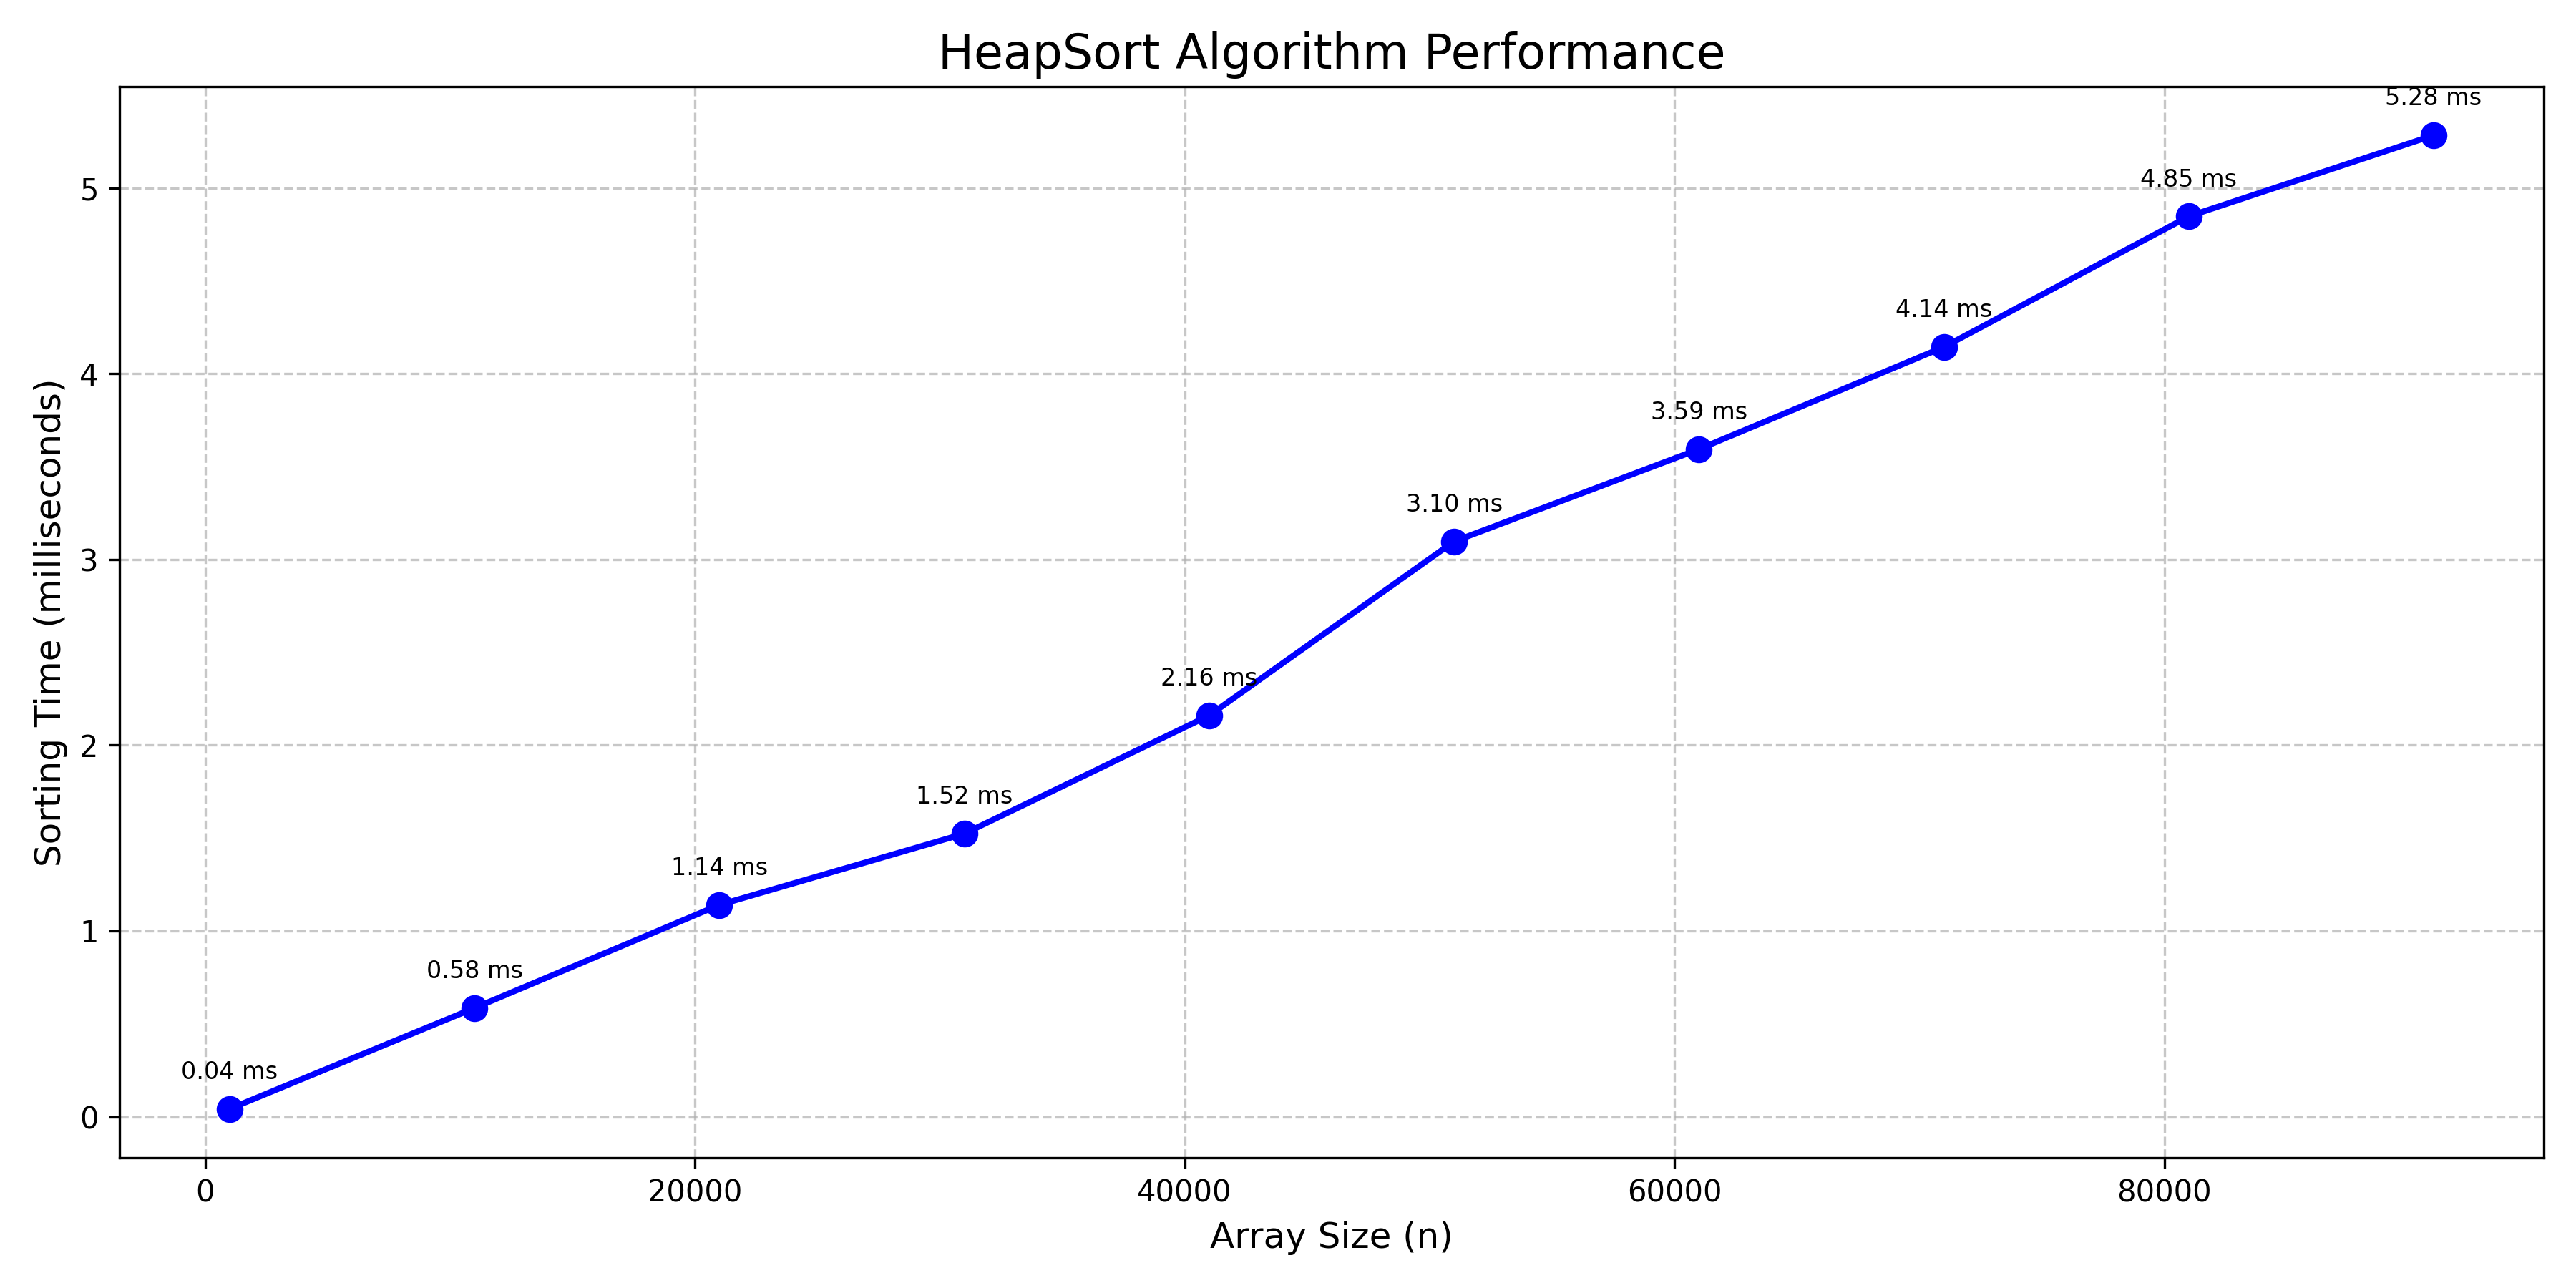 HeapSort Algorithm Performance
5.28 ms
4.85 ms
4.14 ms
3.59 ms
3.10 ms
2.16 ms
1.52 ms
1.14 ms
0.58 ms
0.04 ms
5
4
3
2
1
0
Sorting Time (milliseconds)
0 20000 40000 60000 80000
Array Size (n)